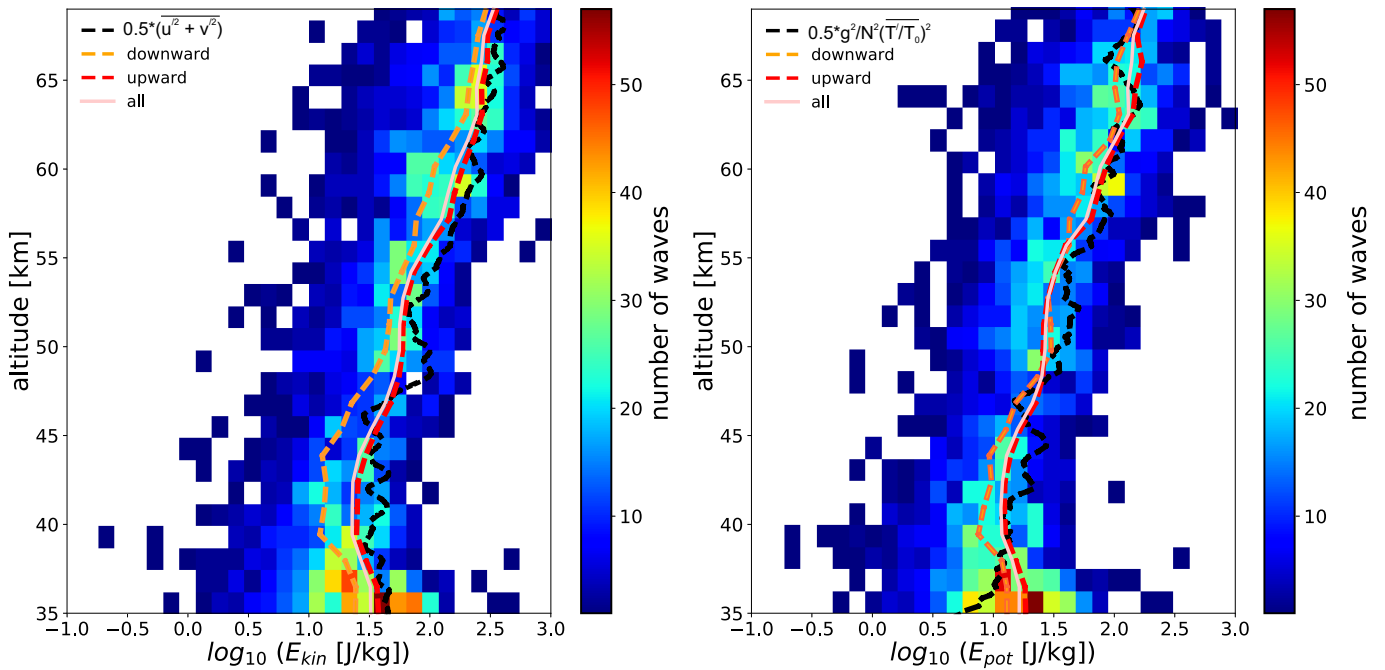 0.5*(u′² + v′²)
downward
upward
all
altitude [km]
65
60
55
50
45
40
35
−1.0 −0.5 0.0 0.5 1.0 1.5 2.0 2.5 3.0
log₁₀ (E_kin [J/kg])
50
40
30
20
10
number of waves
0.5*g²/N²(T′/T₀)²
downward
upward
all
altitude [km]
65
60
55
50
45
40
35
−1.0 −0.5 0.0 0.5 1.0 1.5 2.0 2.5 3.0
log₁₀ (E_pot [J/kg])
50
40
30
20
10
number of waves